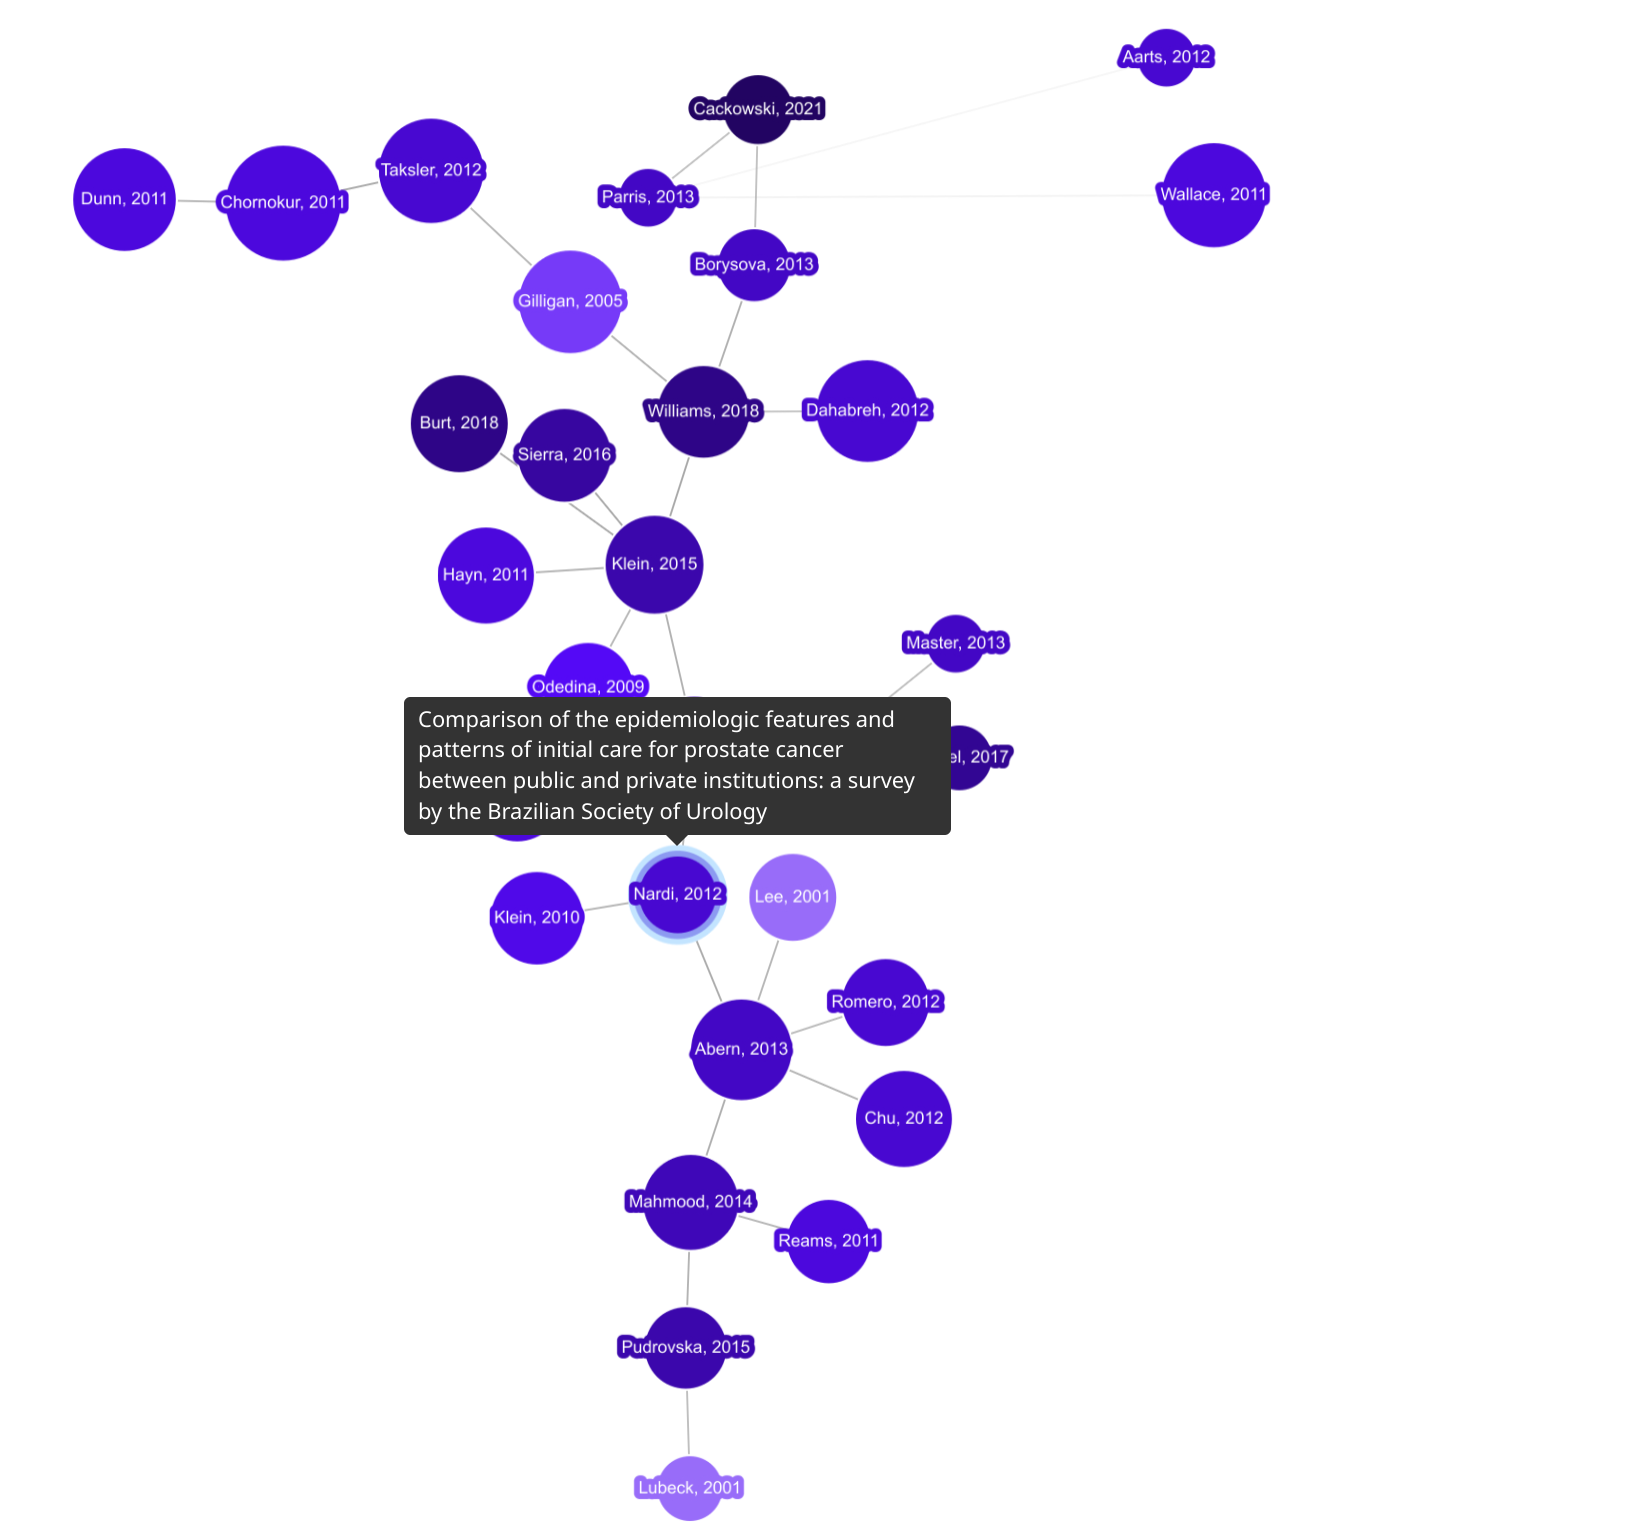 Aarts, 2012
Cackowski, 2021
Taksler, 2012
Dunn, 2011
Chornokur, 2011
Parris, 2013
Wallace, 2011
Borysova, 2013
Gilligan, 2005
Williams, 2018
Dahabreh, 2012
Burt, 2018
Sierra, 2016
Klein, 2015
Hayn, 2011
Master, 2013
Odedina, 2009
Comparison of the epidemiologic features and
patterns of initial care for prostate cancer
between public and private institutions: a survey
by the Brazilian Society of Urology
2017
Nardi, 2012
Lee, 2001
Klein, 2010
Romero, 2012
Abern, 2013
Chu, 2012
Mahmood, 2014
Reams, 2011
Pudrovska, 2015
Lubeck, 2001